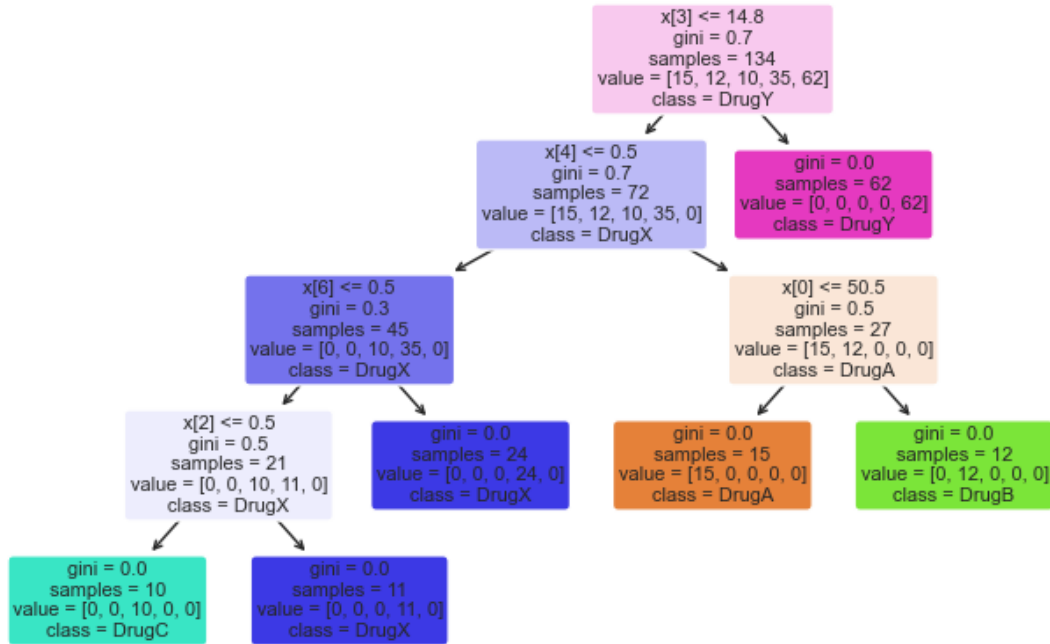 x[3] <= 14.8
gini = 0.7
samples = 134
value = [15, 12, 10, 35, 62]
class = DrugY
x[4] <= 0.5
gini = 0.7
samples = 72
value = [15, 12, 10, 35, 0]
class = DrugX
gini = 0.0
samples = 62
value = [0, 0, 0, 0, 62]
class = DrugY
x[6] <= 0.5
gini = 0.3
samples = 45
value = [0, 0, 10, 35, 0]
class = DrugX
x[0] <= 50.5
gini = 0.5
samples = 27
value = [15, 12, 0, 0, 0]
class = DrugA
x[2] <= 0.5
gini = 0.5
samples = 21
value = [0, 0, 10, 11, 0]
class = DrugX
gini = 0.0
samples = 24
value = [0, 0, 0, 24, 0]
class = DrugX
gini = 0.0
samples = 15
value = [15, 0, 0, 0, 0]
class = DrugA
gini = 0.0
samples = 12
value = [0, 12, 0, 0, 0]
class = DrugB
gini = 0.0
samples = 10
value = [0, 0, 10, 0, 0]
class = DrugC
gini = 0.0
samples = 11
value = [0, 0, 0, 11, 0]
class = DrugX